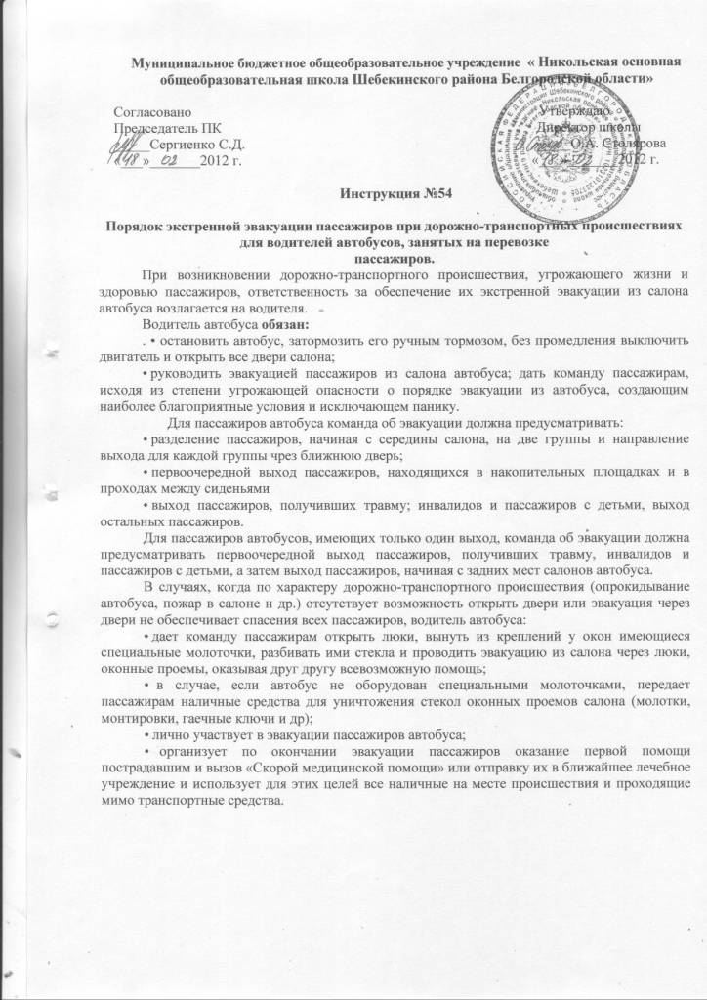 Муниципальное бюджетное общеобразовательное учреждение « Никольская основная
общеобразовательная школа Шебекинского района Белгородской области»
Согласовано Утверждаю
Председатель ПК Директор школы
Сергиенко С.Д. О.А. Столярова
«18» 02 2012 г. «18» 02 2012 г.
Инструкция №54
Порядок экстренной эвакуации пассажиров при дорожно-транспортных происшествиях
для водителей автобусов, занятых на перевозке
пассажиров.
При возникновении дорожно-транспортного происшествия, угрожающего жизни и
здоровью пассажиров, ответственность за обеспечение их экстренной эвакуации из салона
автобуса возлагается на водителя.
Водитель автобуса обязан:
. • остановить автобус, затормозить его ручным тормозом, без промедления выключить
двигатель и открыть все двери салона;
• руководить эвакуацией пассажиров из салона автобуса; дать команду пассажирам,
исходя из степени угрожающей опасности о порядке эвакуации из автобуса, создающим
наиболее благоприятные условия и исключающем панику.
Для пассажиров автобуса команда об эвакуации должна предусматривать:
• разделение пассажиров, начиная с середины салона, на две группы и направление
выхода для каждой группы чрез ближнюю дверь;
• первоочередной выход пассажиров, находящихся в накопительных площадках и в
проходах между сиденьями
• выход пассажиров, получивших травму; инвалидов и пассажиров с детьми, выход
остальных пассажиров.
Для пассажиров автобусов, имеющих только один выход, команда об эвакуации должна
предусматривать первоочередной выход пассажиров, получивших травму, инвалидов и
пассажиров с детьми, а затем выход пассажиров, начиная с задних мест салонов автобуса.
В случаях, когда по характеру дорожно-транспортного происшествия (опрокидывание
автобуса, пожар в салоне н др.) отсутствует возможность открыть двери или эвакуация через
двери не обеспечивает спасения всех пассажиров, водитель автобуса:
• дает команду пассажирам открыть люки, вынуть из креплений у окон имеющиеся
специальные молоточки, разбивать ими стекла и проводить эвакуацию из салона через люки,
оконные проемы, оказывая друг другу всевозможную помощь;
• в случае, если автобус не оборудован специальными молоточками, передает
пассажирам наличные средства для уничтожения стекол оконных проемов салона (молотки,
монтировки, гаечные ключи и др);
• лично участвует в эвакуации пассажиров автобуса;
• организует по окончании эвакуации пассажиров оказание первой помощи
пострадавшим и вызов «Скорой медицинской помощи» или отправку их в ближайшее лечебное
учреждение и использует для этих целей все наличные на месте происшествия и проходящие
мимо транспортные средства.